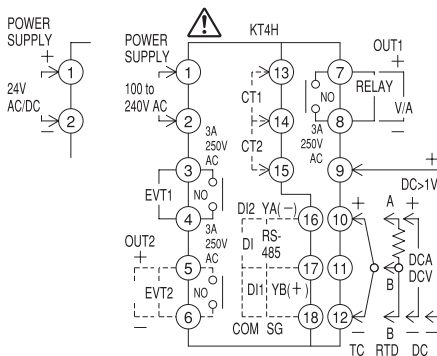 POWER
SUPPLY
+
1
24V
AC/DC
2
−
POWER
SUPPLY
1
100 to
240V AC
2
KT4H
13
CT1
14
CT2
15
7
NO
RELAY
OUT1
+
V/A
−
8
3A
250V
AC
9
+
DC>1V
3A
250V
AC
3
EVT1
NO
4
3A
250V
AC
OUT2
+
5
EVT2
NO
−
6
DI2 YA(−)
16
DI
RS-
485
17
DI1
YB(+)
18
COM SG
10
+
A
+
+
11
B
DCA
DCV
12
−
B
−
−
TC RTD DC